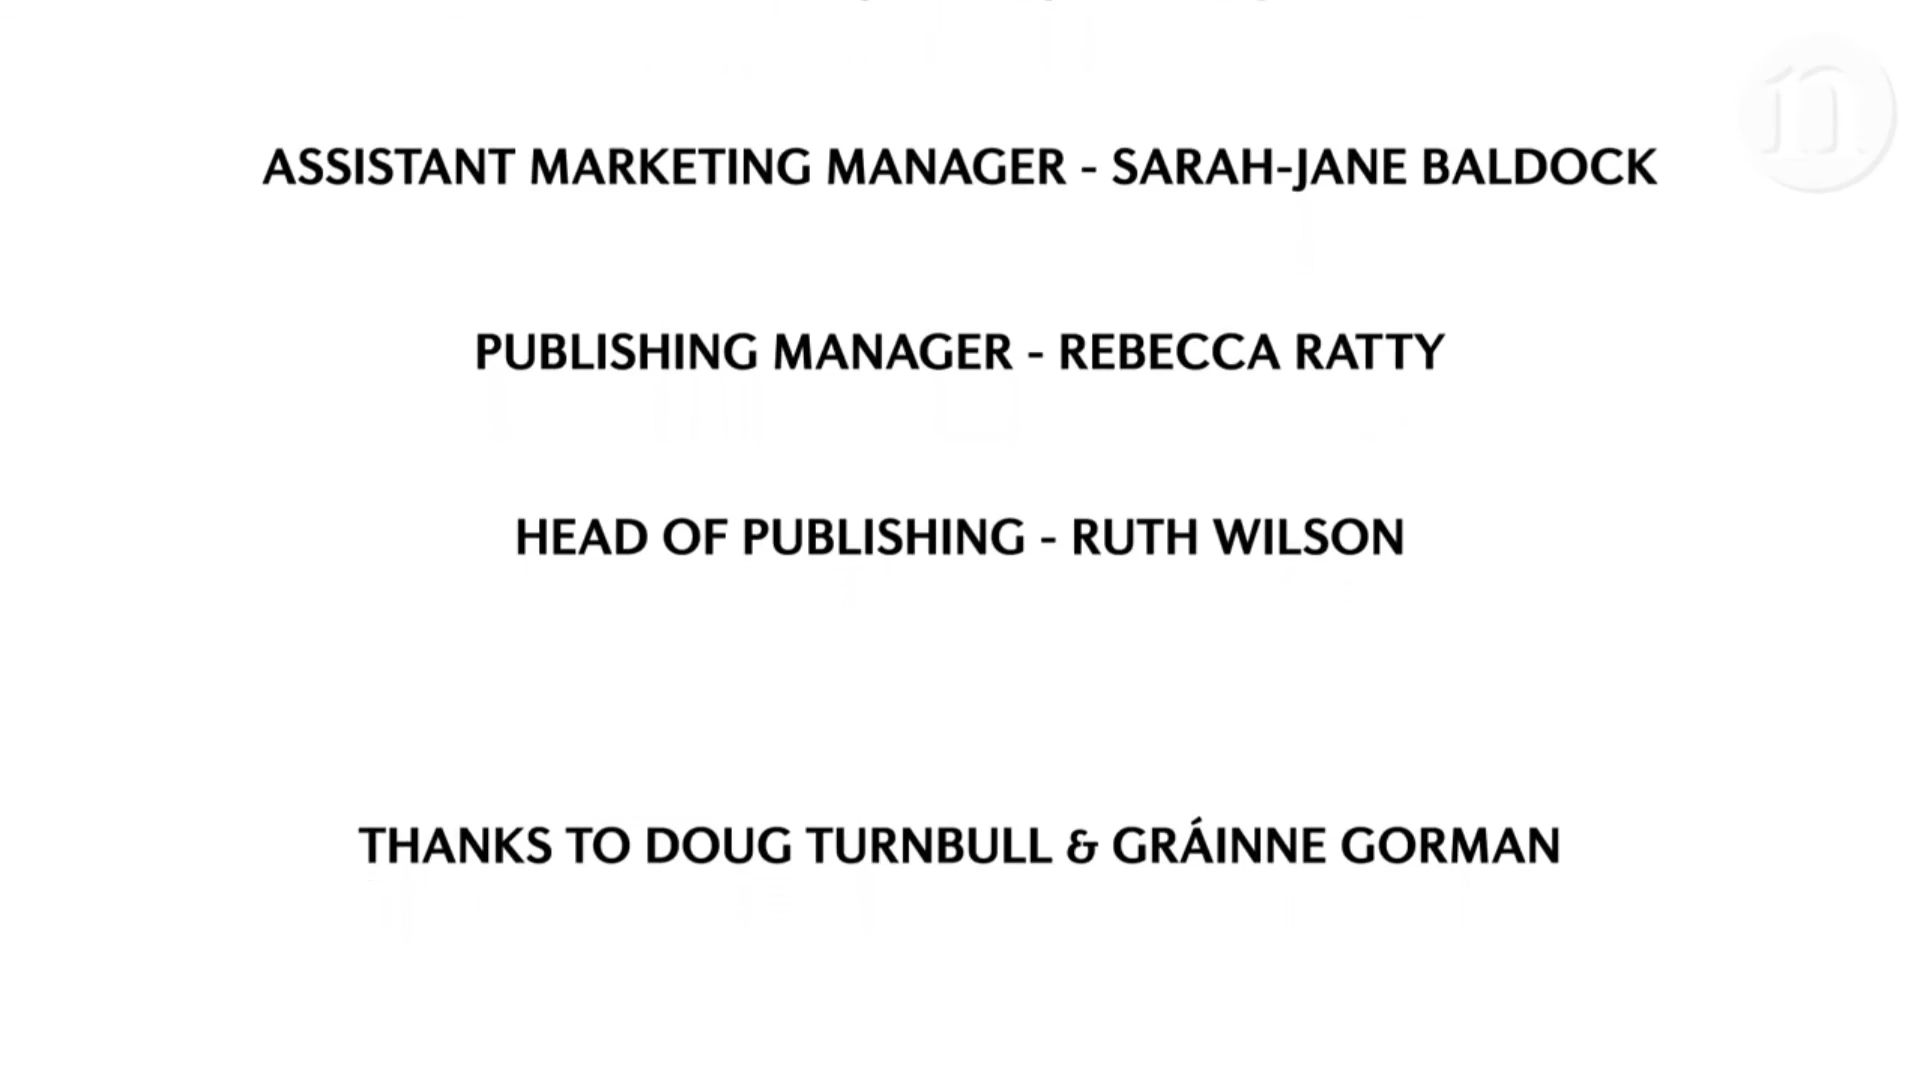 ASSISTANT MARKETING MANAGER - SARAH-JANE BALDOCK
PUBLISHING MANAGER - REBECCA RATTY
HEAD OF PUBLISHING - RUTH WILSON
THANKS TO DOUG TURNBULL & GRÁINNE GORMAN
n